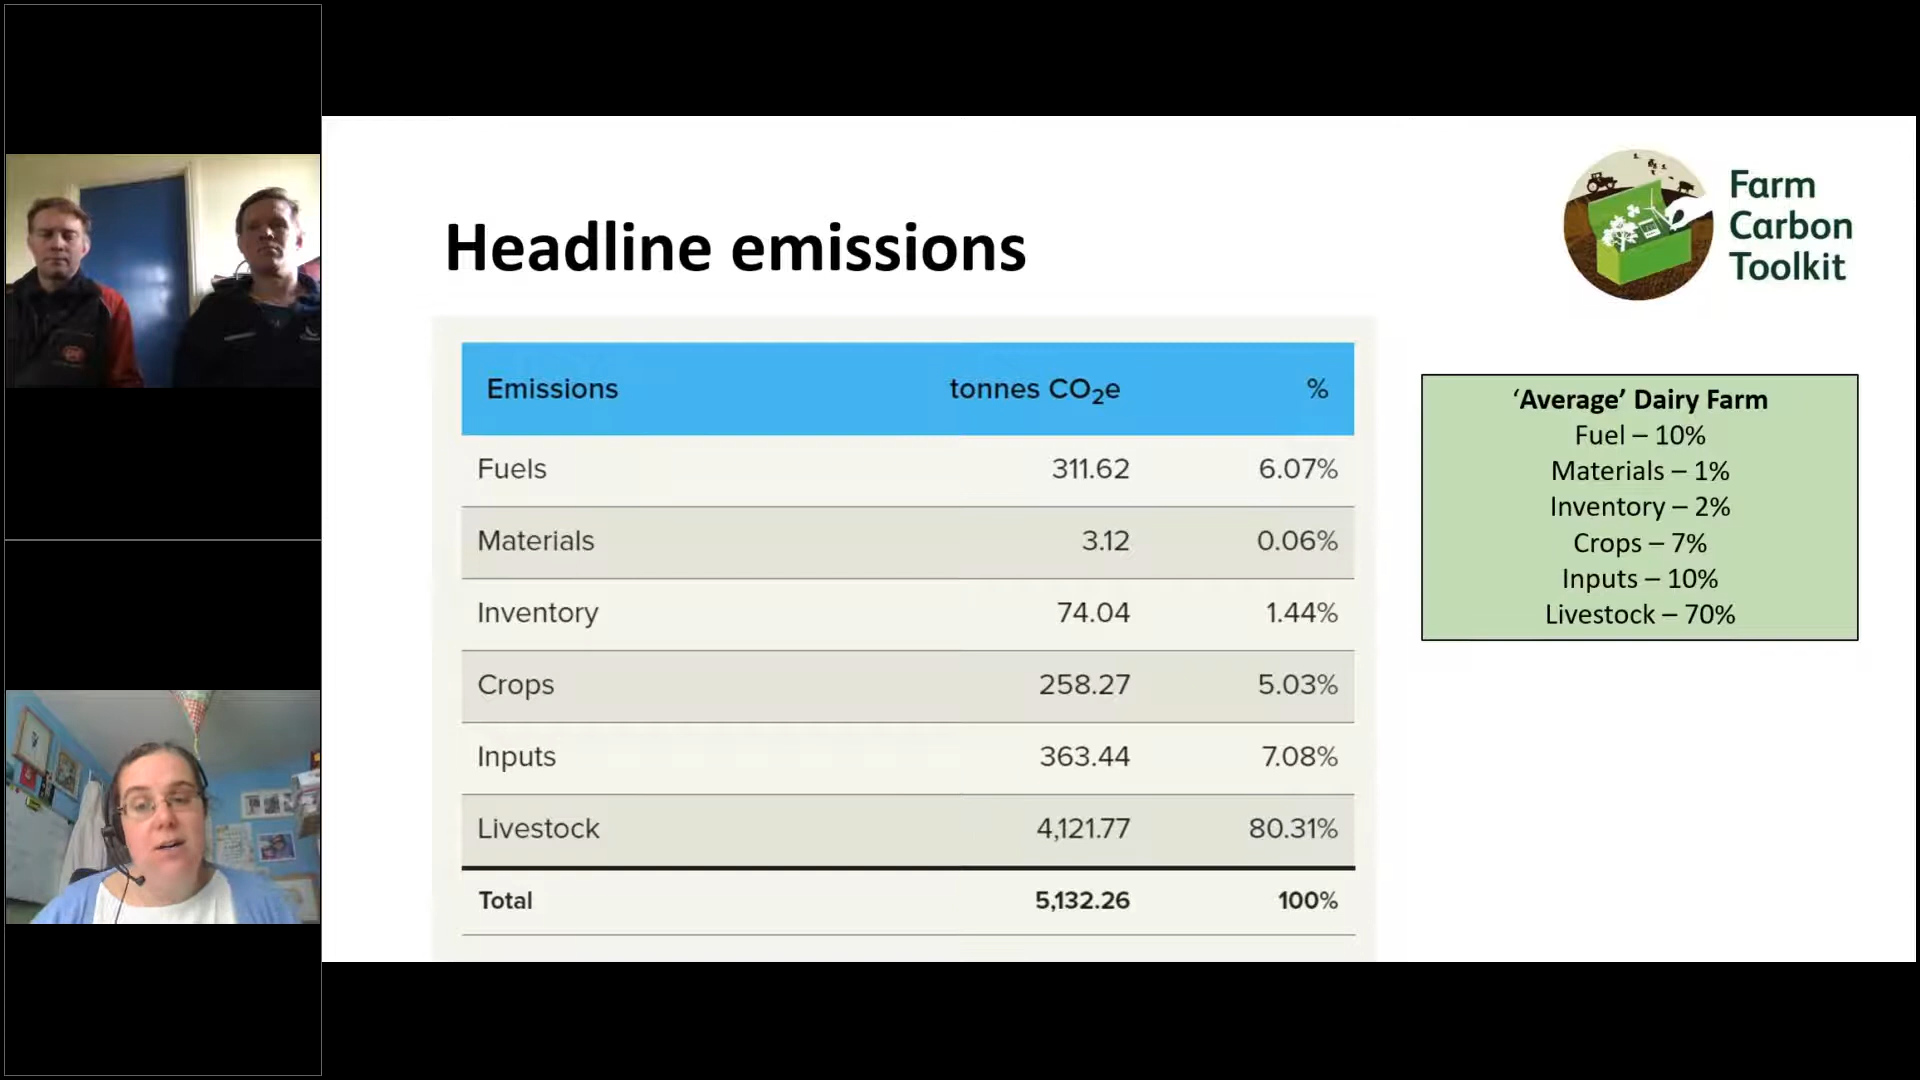 Headline emissions
Farm
Carbon
Toolkit
Emissions tonnes CO₂e %
Fuels 311.62 6.07%
Materials 3.12 0.06%
Inventory 74.04 1.44%
Crops 258.27 5.03%
Inputs 363.44 7.08%
Livestock 4,121.77 80.31%
Total 5,132.26 100%
‘Average’ Dairy Farm
Fuel – 10%
Materials – 1%
Inventory – 2%
Crops – 7%
Inputs – 10%
Livestock – 70%